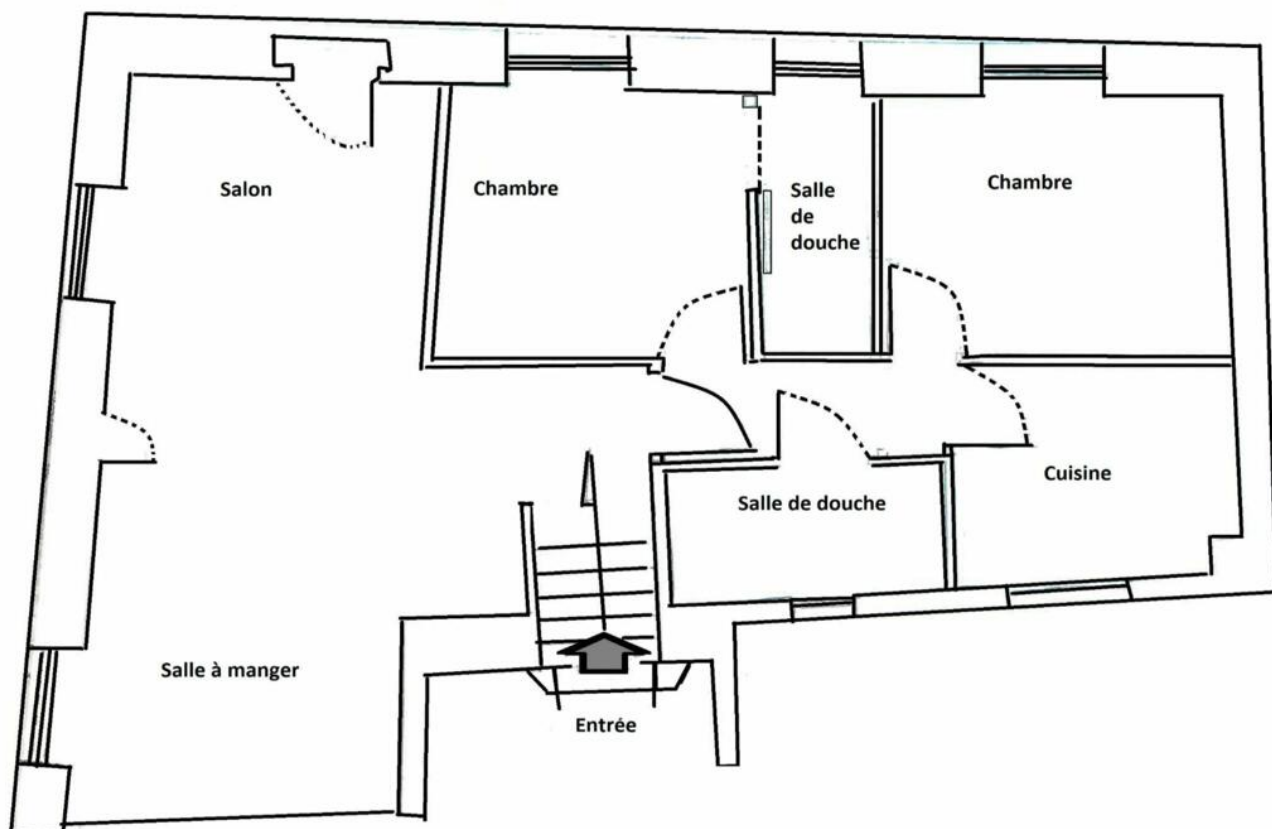 Salon
Chambre
Salle
de
douche
Chambre
Cuisine
Salle de douche
Salle à manger
Entrée